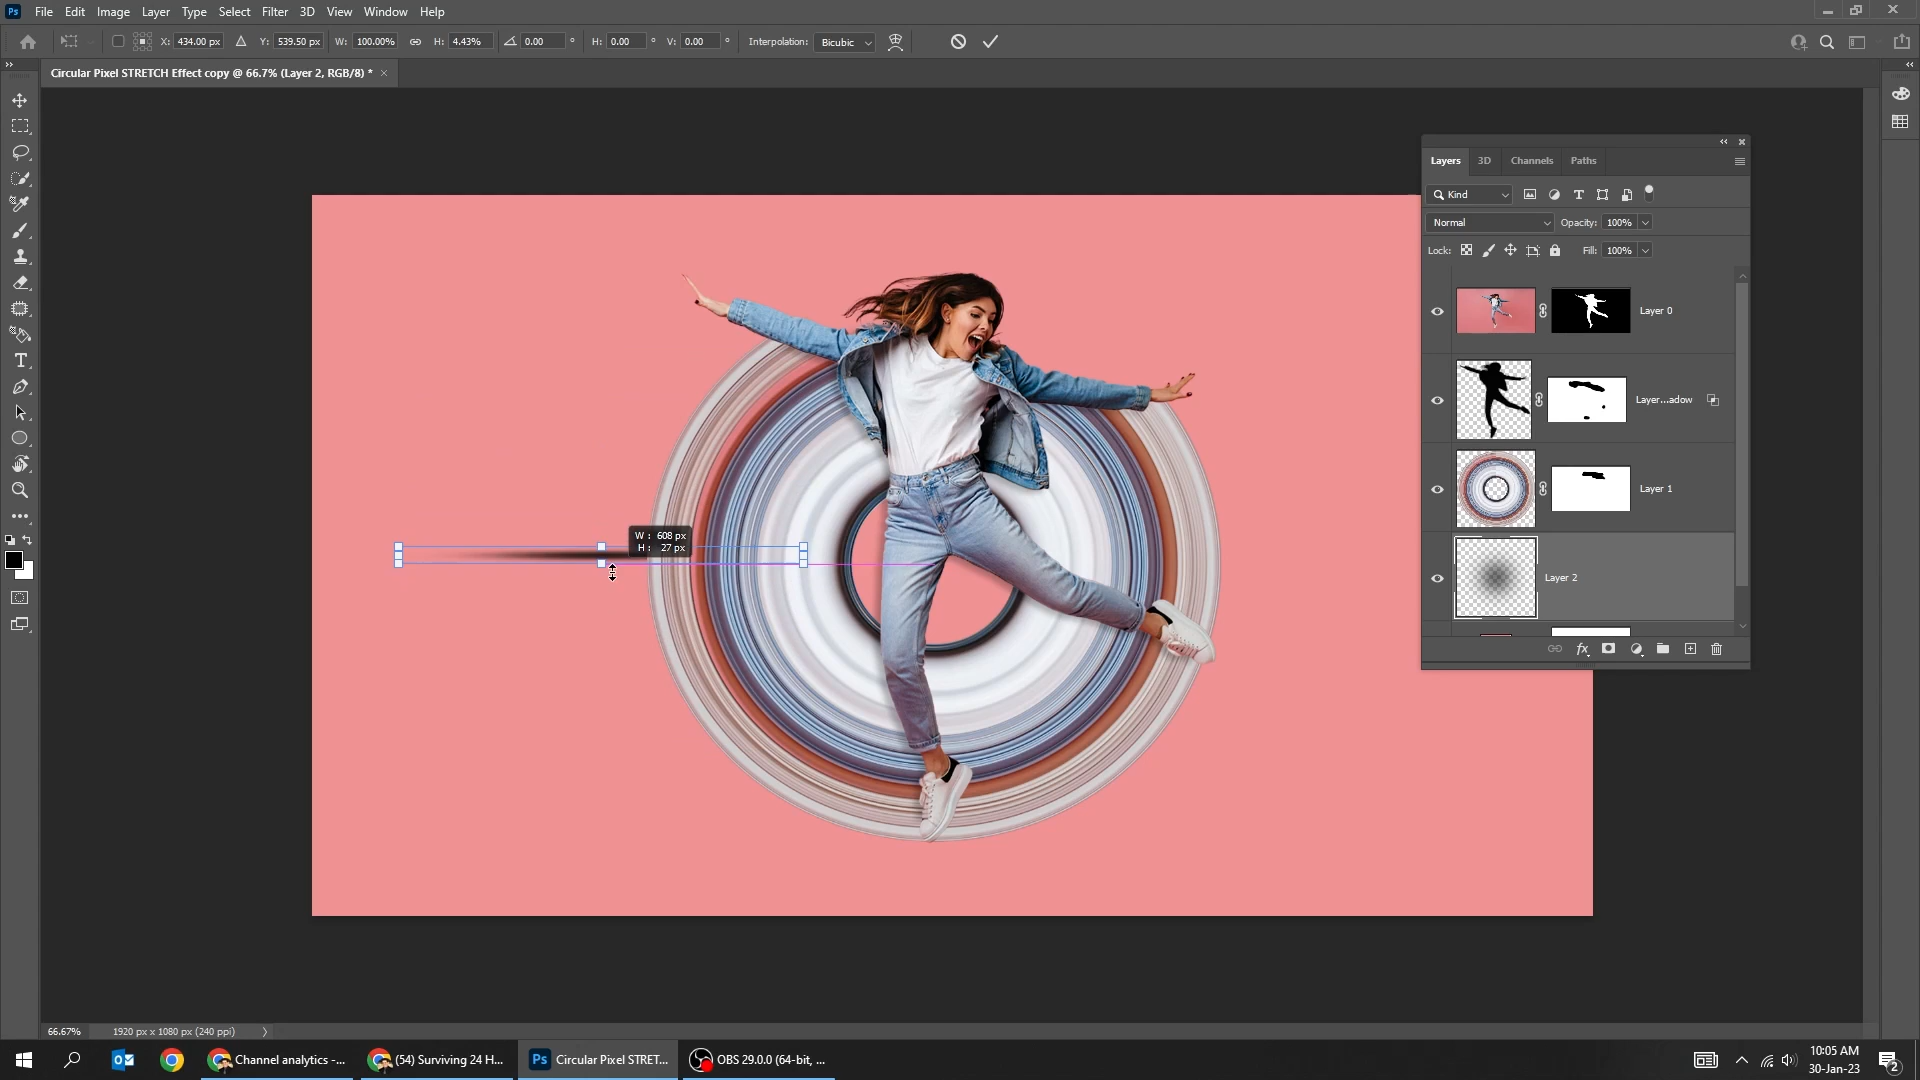 Ps File Edit Image Layer Type Select Filter 3D View Window Help
X: 434.00 px Y: 539.50 px W: 100.00% H: 4.43% 0.00 ° H: 0.00 ° V: 0.00 ° Interpolation: Bicubic
Circular Pixel STRETCH Effect copy @ 66.7% (Layer 2, RGB/8) * ×
Layers 3D Channels Paths
Kind
Normal Opacity: 100%
Lock: Fill: 100%
Layer 0
Layer...adow
Layer 1
Layer 2
fx
W : 608 px
H : 27 px
T
66.67% 1920 px x 1080 px (240 ppi)
Channel analytics -...
(54) Surviving 24 H...
Ps Circular Pixel STRET...
OBS 29.0.0 (64-bit, ...
10:05 AM
30-Jan-23
2